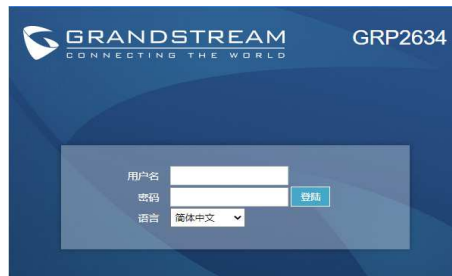 GRANDSTREAM
CONNECTING THE WORLD
GRP2634
用户名
密码
登陆
语言
简体中文